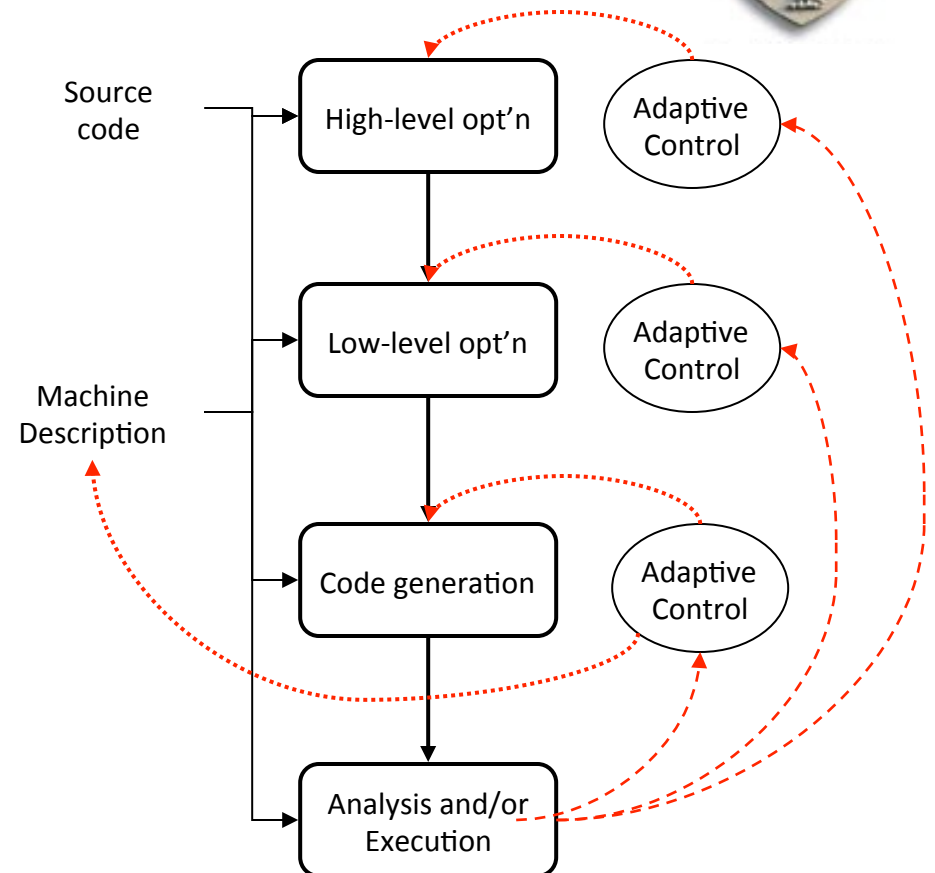 Source
code
High-level opt’n
Adaptive
Control
Low-level opt’n
Adaptive
Control
Machine
Description
Code generation
Adaptive
Control
Analysis and/or
Execution